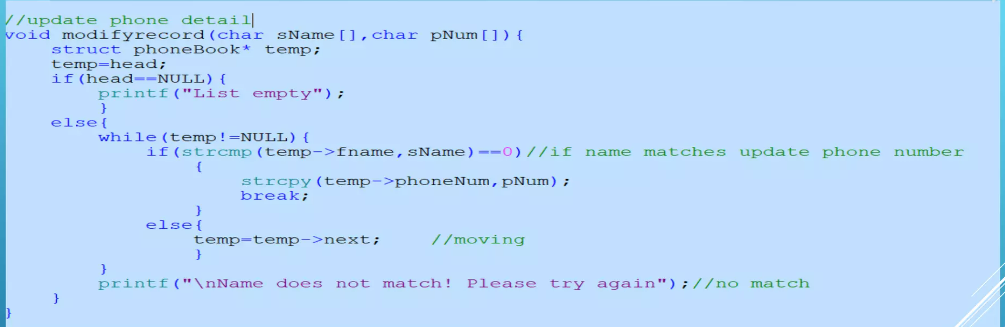 //update phone detail
void modifyrecord(char sName[],char pNum[]){
struct phoneBook* temp;
temp=head;
if(head==NULL){
printf("List empty");
}
else{
while(temp!=NULL){
if(strcmp(temp->fname,sName)==0)//if name matches update phone number
{
strcpy(temp->phoneNum,pNum);
break;
}
else{
temp=temp->next; //moving
}
}
printf("\nName does not match! Please try again");//no match
}
}